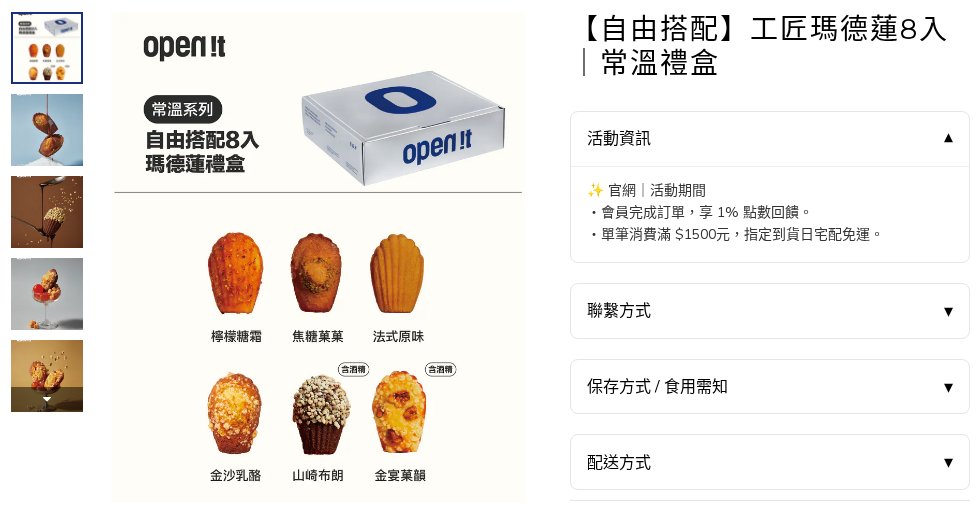 open!t
常溫系列
自由搭配8入
瑪德蓮禮盒
open!t
檸檬糖霜
焦糖菓菓
法式原味
含酒精
含酒精
金沙乳酪
山崎布朗
金宴菓韻
【自由搭配】工匠瑪德蓮8入
｜常溫禮盒
活動資訊 ▲
✨ 官網｜活動期間
・會員完成訂單，享 1% 點數回饋。
・單筆消費滿 $1500元，指定到貨日宅配免運。
聯繫方式 ▼
保存方式 / 食用需知 ▼
配送方式 ▼